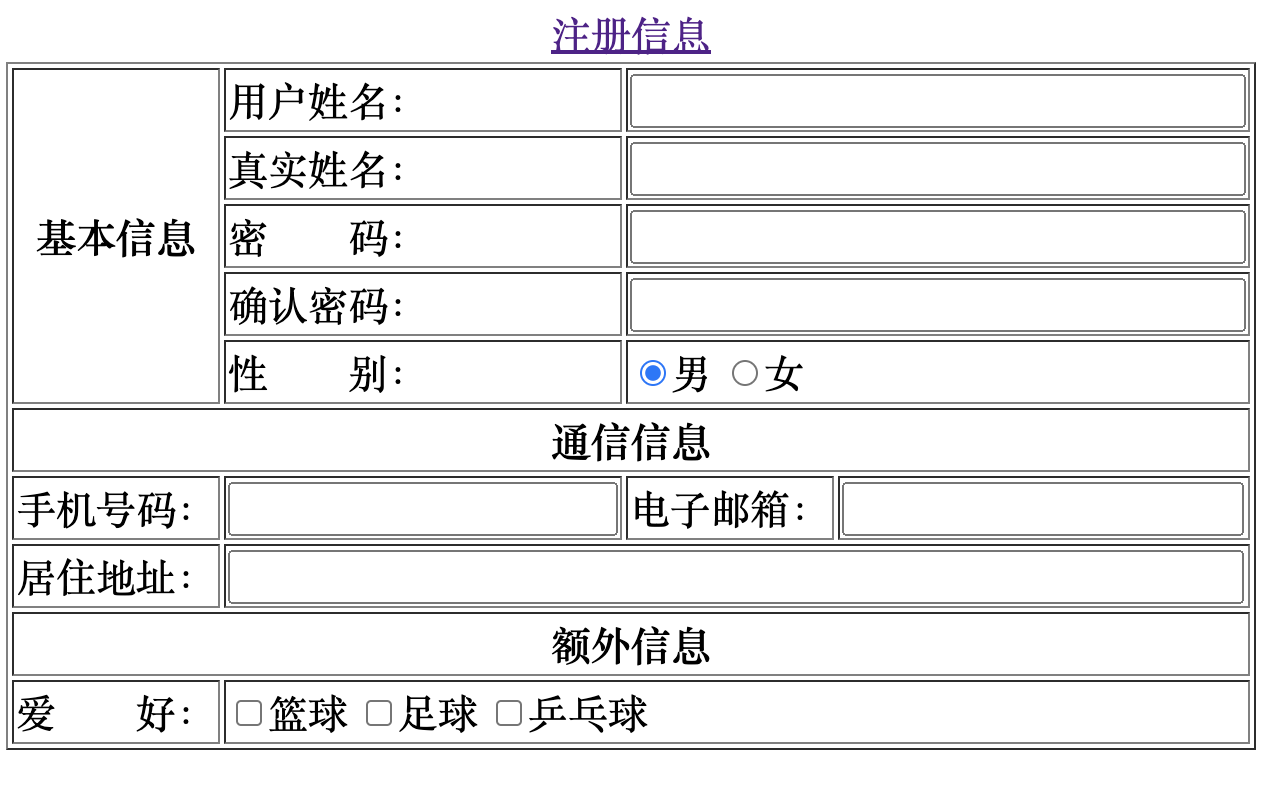 注册信息
用户姓名：
真实姓名：
基本信息
密　　码：
确认密码：
性　　别：
男 女
通信信息
手机号码： 电子邮箱：
居住地址：
额外信息
爱　　好： 篮球 足球 乒乓球